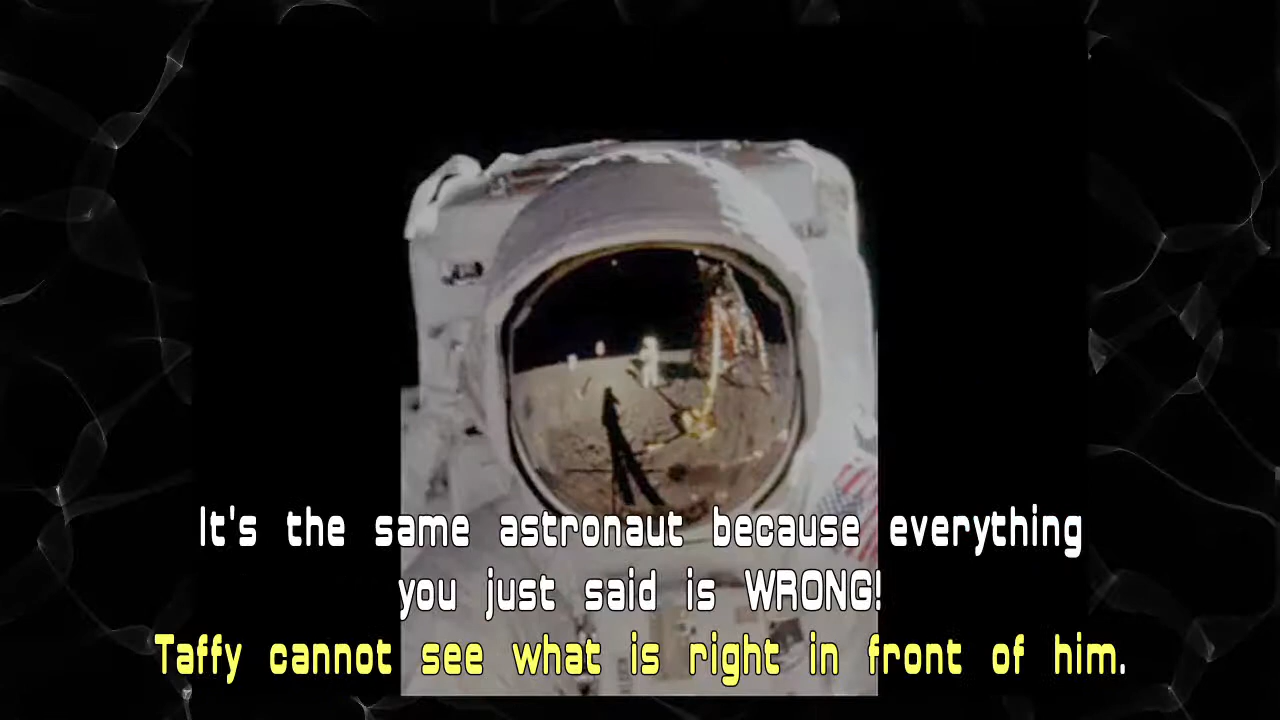 It's the same astronaut because everything
you just said is WRONG!
Taffy cannot see what is right in front of him.